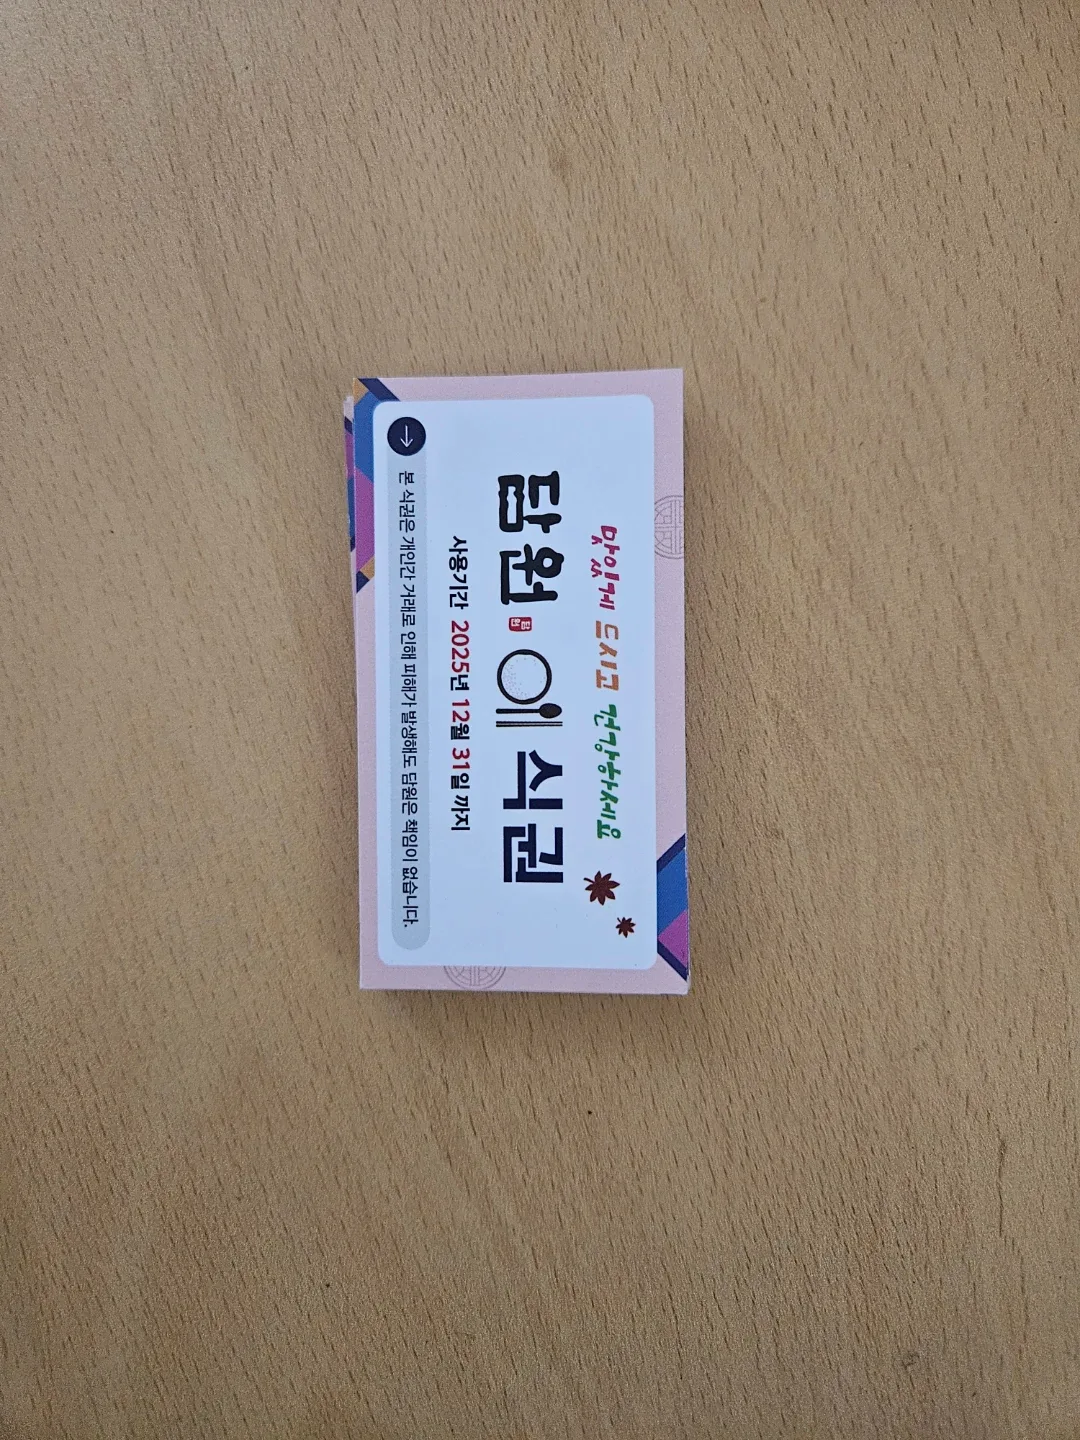 맛있게 드시고 건강하세요
담원 담원 식권
사용기간 2025년 12월 31일 까지
본 식권은 개인간 거래로 인해 피해가 발생해도 담원은 책임이 없습니다.